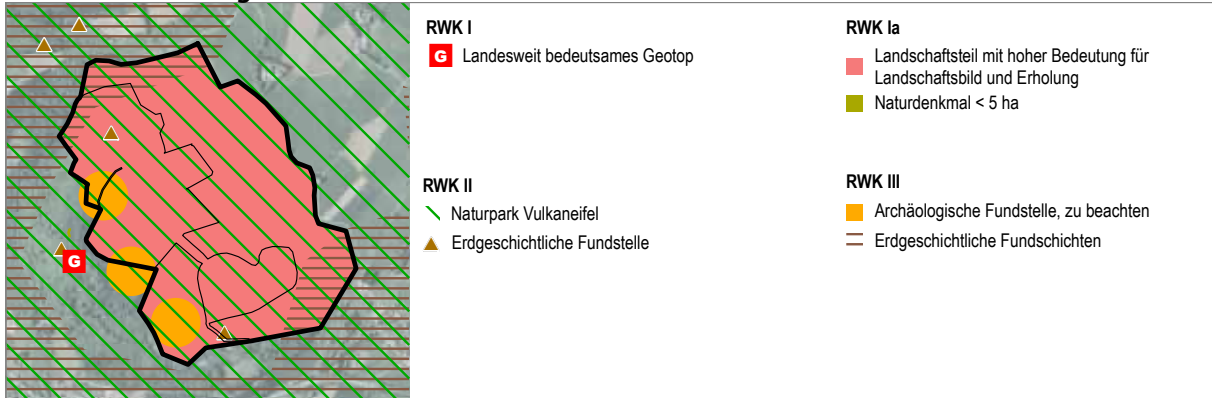 RWK I
G Landesweit bedeutsames Geotop
RWK Ia
Landschaftsteil mit hoher Bedeutung für
Landschaftsbild und Erholung
Naturdenkmal < 5 ha
RWK II
Naturpark Vulkaneifel
Erdgeschichtliche Fundstelle
RWK III
Archäologische Fundstelle, zu beachten
Erdgeschichtliche Fundschichten
G